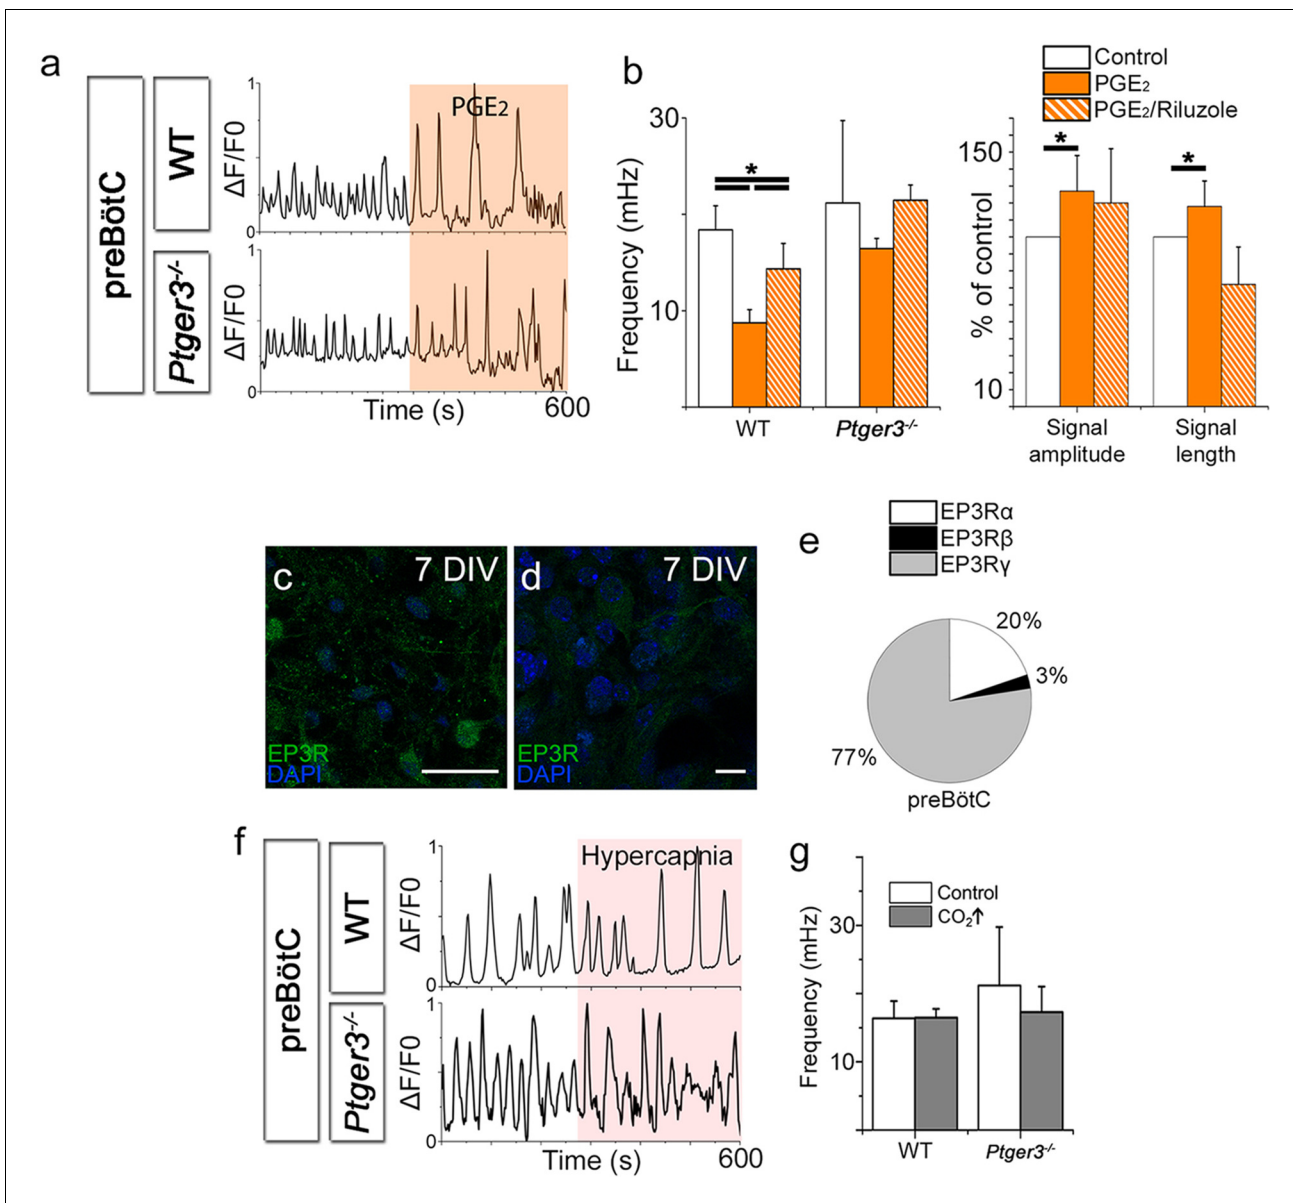 a
preBötC
WT
Ptger3-/-
ΔF/F0
1
0
PGE2
ΔF/F0
1
0
Time (s)
600
b
Control
PGE2
PGE2/Riluzole
Frequency (mHz)
30
10
*
WT
Ptger3-/-
% of control
150
10
*
*
Signal amplitude
Signal length
c
7 DIV
EP3R
DAPI
d
7 DIV
EP3R
DAPI
e
EP3Rα
EP3Rβ
EP3Rγ
20%
3%
77%
preBötC
f
preBötC
WT
Ptger3-/-
ΔF/F0
1
0
Hypercapnia
ΔF/F0
1
0
Time (s)
600
g
Control
CO2↑
Frequency (mHz)
30
10
WT
Ptger3-/-